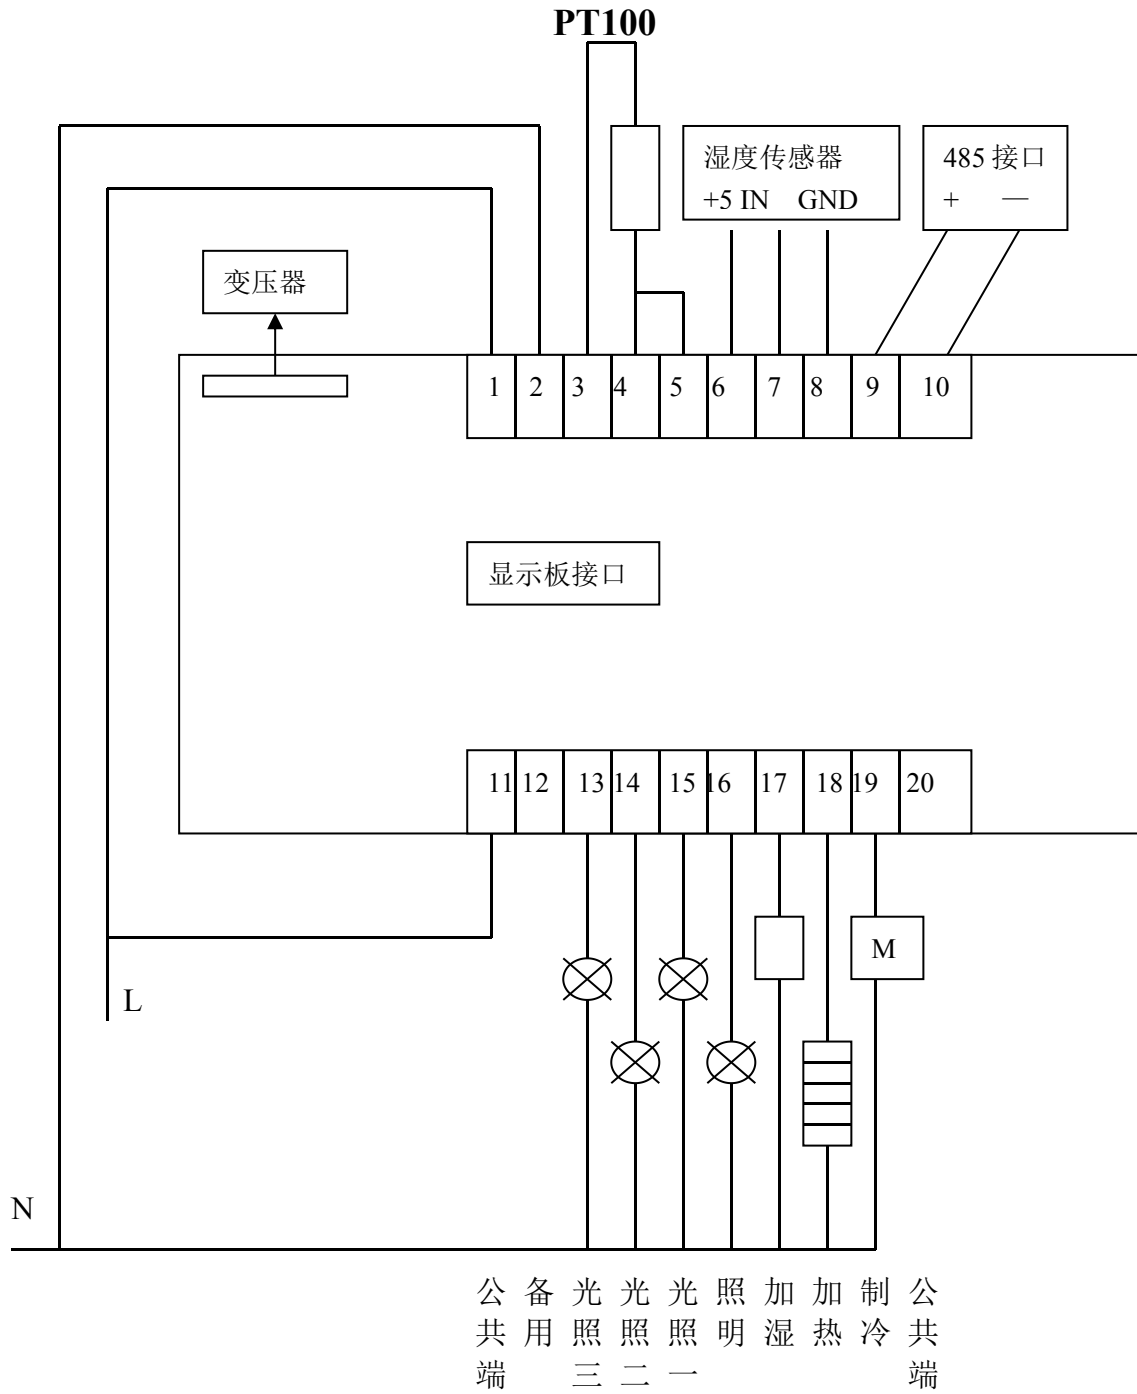 PT100
湿度传感器
+5 IN GND
485 接口
+ —
变压器
1 2 3 4 5 6 7 8 9 10
显示板接口
11 12 13 14 15 16 17 18 19 20
M
L
N
公共端
备用
光照三
光照二
光照一
照明
加湿
加热
制冷
公共端